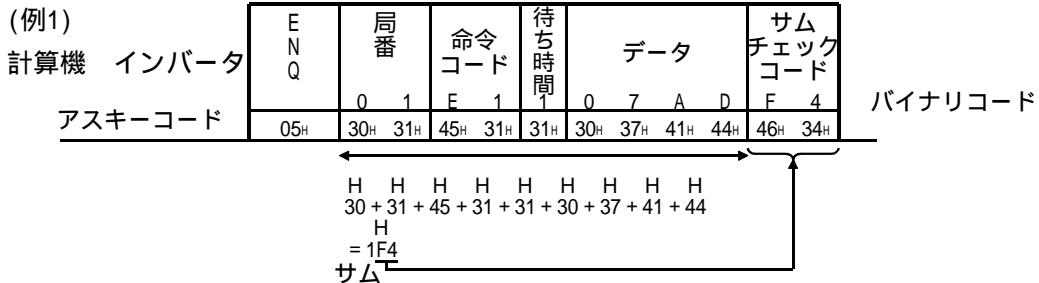 (例1)
計算機 インバータ
ENQ
局番
命令コード
待ち時間
データ
サムチェックコード
0 1 E 1 1 0 7 A D F 4
バイナリコード
アスキーコード
05H 30H 31H 45H 31H 31H 30H 37H 41H 44H 46H 34H
H H H H H H H H H
30 + 31 + 45 + 31 + 31 + 30 + 37 + 41 + 44
H
= 1F4
サム